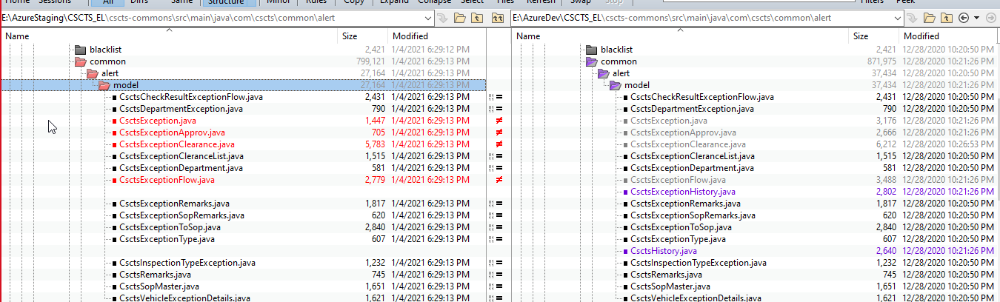 Home Sessions All Diffs Same Structure Minor Rules Copy Expand Collapse Select Files Refresh Swap Stop Filters Peek
E:\AzureStaging\CSCTS_EL\cscts-commons\src\main\java\com\cscts\common\alert E:\AzureDev\CSCTS_EL\cscts-commons\src\main\java\com\cscts\common\alert
Name Size Modified Name Size Modified
blacklist 2,421 1/4/2021 6:29:12 PM blacklist 2,421 12/28/2020 10:20:50 PM
common 799,121 1/4/2021 6:29:13 PM common 871,975 12/28/2020 10:21:26 PM
alert 27,164 1/4/2021 6:29:13 PM alert 37,434 12/28/2020 10:21:26 PM
model 27,164 1/4/2021 6:29:13 PM model 37,434 12/28/2020 10:21:26 PM
CsctsCheckResultExceptionFlow.java 2,431 1/4/2021 6:29:13 PM = CsctsCheckResultExceptionFlow.java 2,431 12/28/2020 10:20:50 PM
CsctsDepartmentException.java 790 1/4/2021 6:29:13 PM = CsctsDepartmentException.java 790 12/28/2020 10:20:50 PM
CsctsException.java 1,447 1/4/2021 6:29:13 PM ≠ CsctsException.java 3,176 12/28/2020 10:21:26 PM
CsctsExceptionApprov.java 705 1/4/2021 6:29:13 PM ≠ CsctsExceptionApprov.java 2,666 12/28/2020 10:21:26 PM
CsctsExceptionClearance.java 5,783 1/4/2021 6:29:13 PM ≠ CsctsExceptionClearance.java 6,212 12/28/2020 10:26:53 PM
CsctsExceptionCleranceList.java 1,515 1/4/2021 6:29:13 PM = CsctsExceptionCleranceList.java 1,515 12/28/2020 10:20:50 PM
CsctsExceptionDepartment.java 581 1/4/2021 6:29:13 PM = CsctsExceptionDepartment.java 581 12/28/2020 10:20:50 PM
CsctsExceptionFlow.java 2,779 1/4/2021 6:29:13 PM ≠ CsctsExceptionFlow.java 3,488 12/28/2020 10:21:26 PM
CsctsExceptionHistory.java 2,802 12/28/2020 10:21:26 PM
CsctsExceptionRemarks.java 1,817 1/4/2021 6:29:13 PM = CsctsExceptionRemarks.java 1,817 12/28/2020 10:20:50 PM
CsctsExceptionSopRemarks.java 620 1/4/2021 6:29:13 PM = CsctsExceptionSopRemarks.java 620 12/28/2020 10:20:50 PM
CsctsExceptionToSop.java 2,840 1/4/2021 6:29:13 PM = CsctsExceptionToSop.java 2,840 12/28/2020 10:20:50 PM
CsctsExceptionType.java 607 1/4/2021 6:29:13 PM = CsctsExceptionType.java 607 12/28/2020 10:20:50 PM
CsctsHistory.java 2,640 12/28/2020 10:21:26 PM
CsctsInspectionTypeException.java 1,232 1/4/2021 6:29:13 PM = CsctsInspectionTypeException.java 1,232 12/28/2020 10:20:50 PM
CsctsRemarks.java 745 1/4/2021 6:29:13 PM = CsctsRemarks.java 745 12/28/2020 10:20:50 PM
CsctsSopMaster.java 1,651 1/4/2021 6:29:13 PM = CsctsSopMaster.java 1,651 12/28/2020 10:20:50 PM
CsctsVehicleExceptionDetails.java 1,621 1/4/2021 6:29:13 PM = CsctsVehicleExceptionDetails.java 1,621 12/28/2020 10:20:50 PM